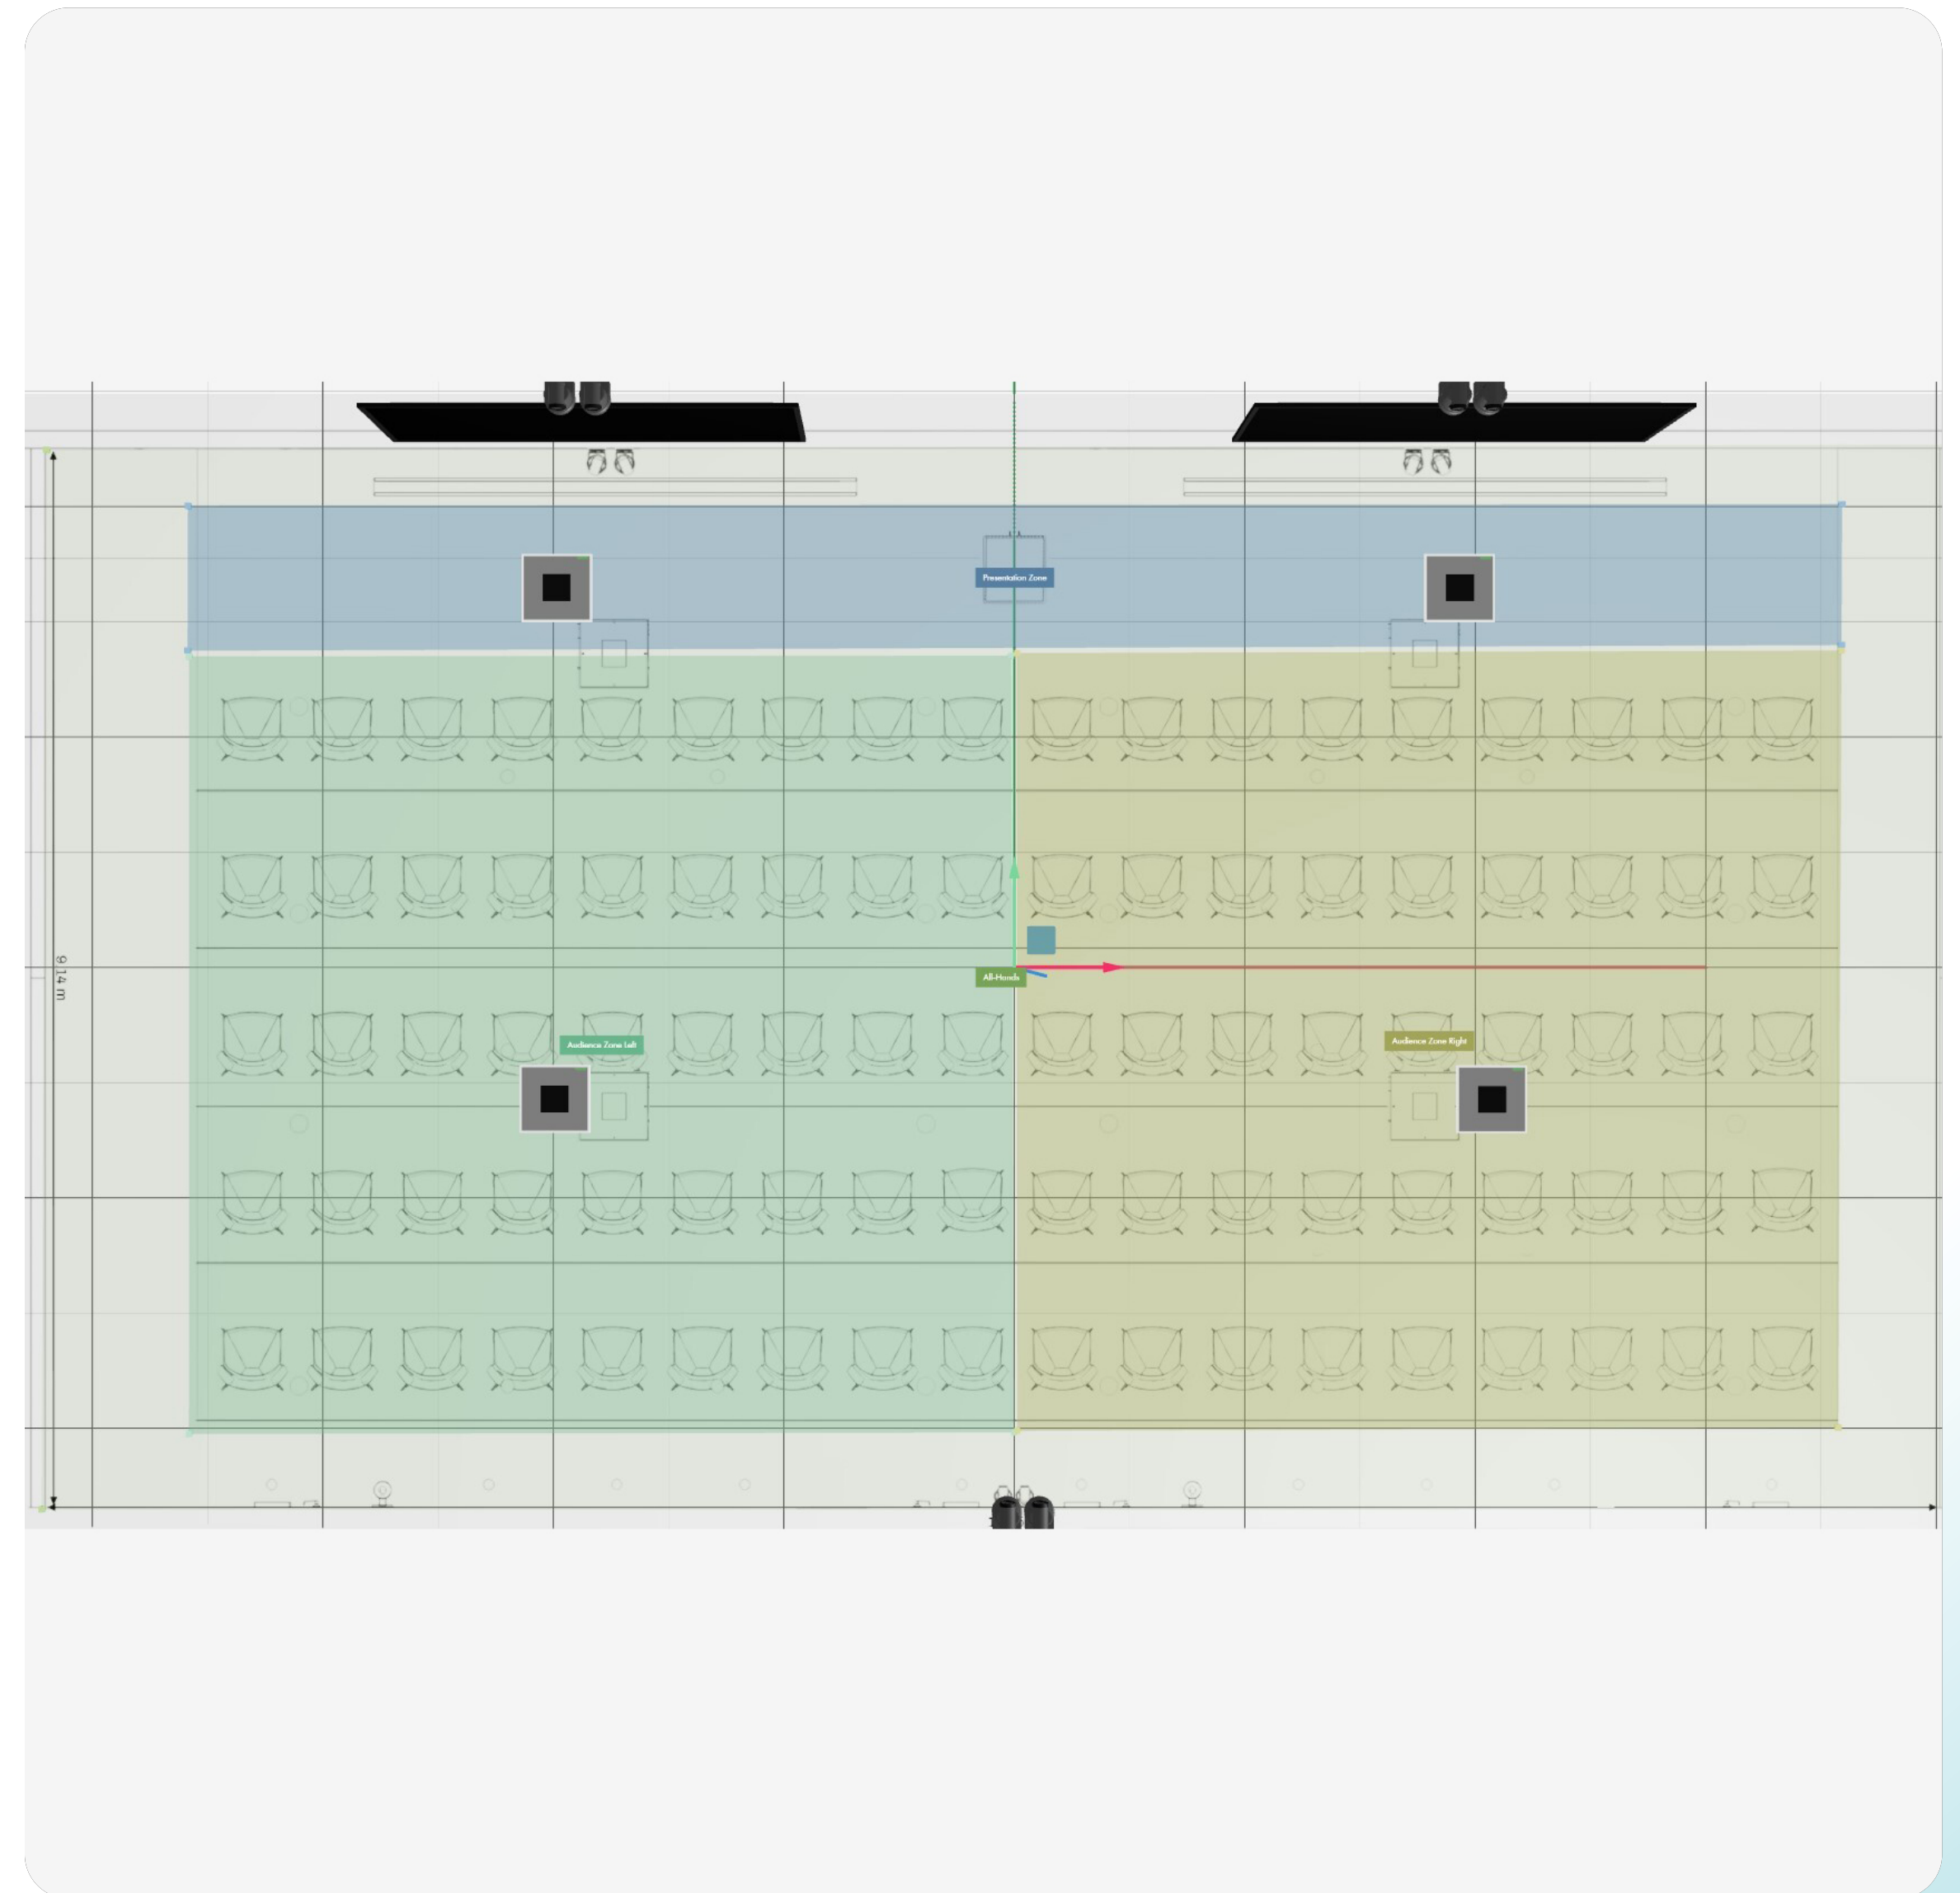 Presentation Zone
9.14 m
All-Hands
Audience Zone Left
Audience Zone Right